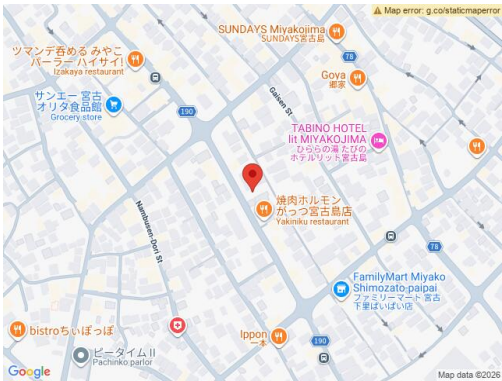 Map error: g.co/staticmaperror
SUNDAYS Miyakojima
SUNDAYS宮古島
78
ツマンデ呑める みやこ
パーラー ハイサイ!
Izakaya restaurant
Goya
郷家
サンエー 宮古
オリタ食品館
Grocery store
190
Gaisen St
TABINO HOTEL
lit MIYAKOJIMA
ひららの湯 たびの
ホテルリット宮古島
焼肉ホルモン
がっつ宮古島店
Yakiniku restaurant
Nambusen-Dori St
78
FamilyMart Miyako
Shimozato-paipai
ファミリーマート 宮古
下里ぱいぱい店
bistroちぃぽっぽ
Ippon
一本
190
ピータイムⅡ
Pachinko parlor
Google
Map data ©2026